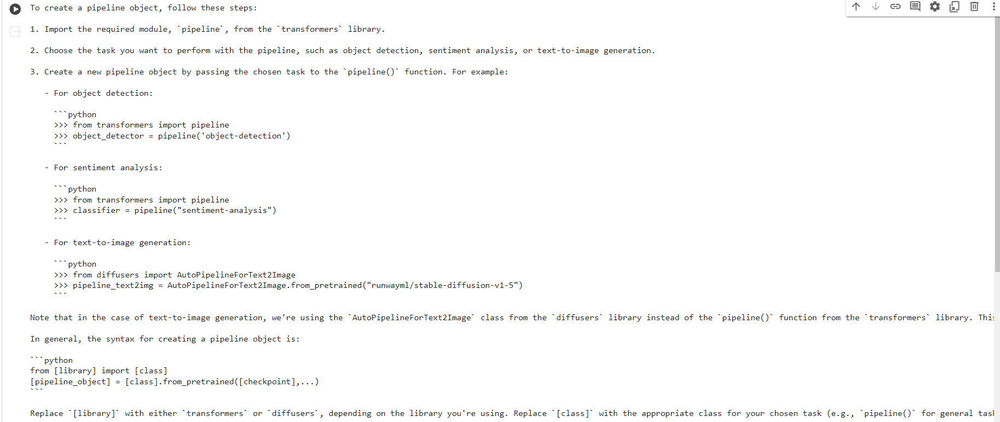 To create a pipeline object, follow these steps:
1. Import the required module, `pipeline`, from the `transformers` library.
2. Choose the task you want to perform with the pipeline, such as object detection, sentiment analysis, or text-to-image generation.
3. Create a new pipeline object by passing the chosen task to the `pipeline()` function. For example:
- For object detection:
```python
>>> from transformers import pipeline
>>> object_detector = pipeline('object-detection')
```
- For sentiment analysis:
```python
>>> from transformers import pipeline
>>> classifier = pipeline("sentiment-analysis")
```
- For text-to-image generation:
```python
>>> from diffusers import AutoPipelineForText2Image
>>> pipeline_text2img = AutoPipelineForText2Image.from_pretrained("runwayml/stable-diffusion-v1-5")
```
Note that in the case of text-to-image generation, we're using the `AutoPipelineForText2Image` class from the `diffusers` library instead of the `pipeline()` function from the `transformers` library.
In general, the syntax for creating a pipeline object is:
```python
from [library] import [class]
[pipeline_object] = [class].from_pretrained([checkpoint],...)
```
Replace `[library]` with either `transformers` or `diffusers`, depending on the library you're using. Replace `[class]` with the appropriate class for your chosen task (e.g., `pipeline()` for general